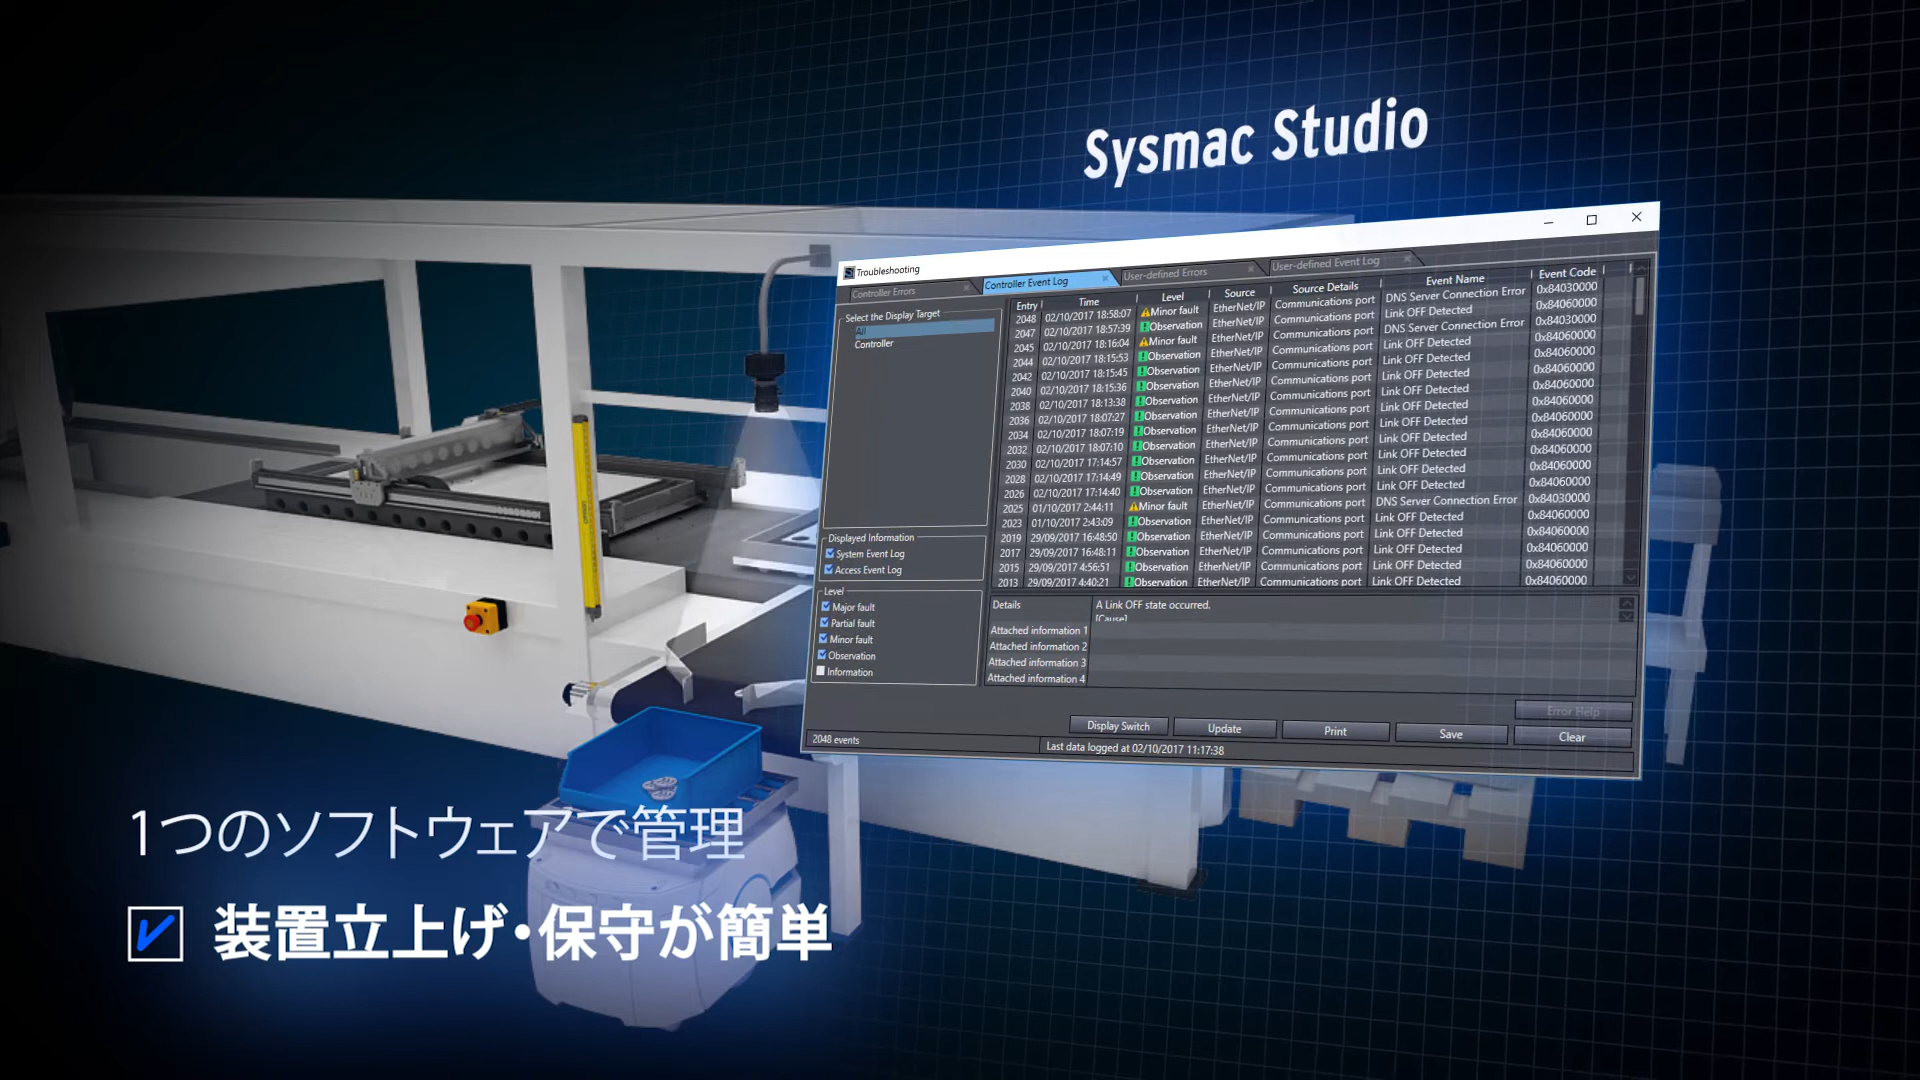 Sysmac Studio
Troubleshooting
Controller Errors
Controller Event Log
User-defined Errors
User-defined Event Log
Select the Display Target
All
Controller
Displayed Information
System Event Log
Access Event Log
Level
Major fault
Partial fault
Minor fault
Observation
Information
Entry Time Level Source Source Details Event Name Event Code
2048 02/10/2017 18:58:07 Minor fault EtherNet/IP Communications port DNS Server Connection Error 0x84030000
2047 02/10/2017 18:57:39 Observation EtherNet/IP Communications port Link OFF Detected 0x84060000
2045 02/10/2017 18:16:04 Minor fault EtherNet/IP Communications port DNS Server Connection Error 0x84030000
2044 02/10/2017 18:15:53 Observation EtherNet/IP Communications port Link OFF Detected 0x84060000
2042 02/10/2017 18:15:45 Observation EtherNet/IP Communications port Link OFF Detected 0x84060000
2040 02/10/2017 18:15:36 Observation EtherNet/IP Communications port Link OFF Detected 0x84060000
2038 02/10/2017 18:13:38 Observation EtherNet/IP Communications port Link OFF Detected 0x84060000
2036 02/10/2017 18:07:27 Observation EtherNet/IP Communications port Link OFF Detected 0x84060000
2034 02/10/2017 18:07:19 Observation EtherNet/IP Communications port Link OFF Detected 0x84060000
2032 02/10/2017 18:07:10 Observation EtherNet/IP Communications port Link OFF Detected 0x84060000
2030 02/10/2017 17:14:57 Observation EtherNet/IP Communications port Link OFF Detected 0x84060000
2028 02/10/2017 17:14:49 Observation EtherNet/IP Communications port Link OFF Detected 0x84060000
2026 02/10/2017 17:14:40 Observation EtherNet/IP Communications port Link OFF Detected 0x84060000
2025 01/10/2017 2:44:11 Minor fault EtherNet/IP Communications port DNS Server Connection Error 0x84030000
2023 01/10/2017 2:43:09 Observation EtherNet/IP Communications port Link OFF Detected 0x84060000
2019 29/09/2017 16:48:50 Observation EtherNet/IP Communications port Link OFF Detected 0x84060000
2017 29/09/2017 16:48:11 Observation EtherNet/IP Communications port Link OFF Detected 0x84060000
2015 29/09/2017 4:56:51 Observation EtherNet/IP Communications port Link OFF Detected 0x84060000
2013 29/09/2017 4:40:21 Observation EtherNet/IP Communications port Link OFF Detected 0x84060000
Details A Link OFF state occurred.
[Cause]
Attached information 1
Attached information 2
Attached information 3
Attached information 4
Error Help
Display Switch Update Print Save Clear
2048 events Last data logged at 02/10/2017 11:17:38
1つのソフトウェアで管理
装置立上げ・保守が簡単